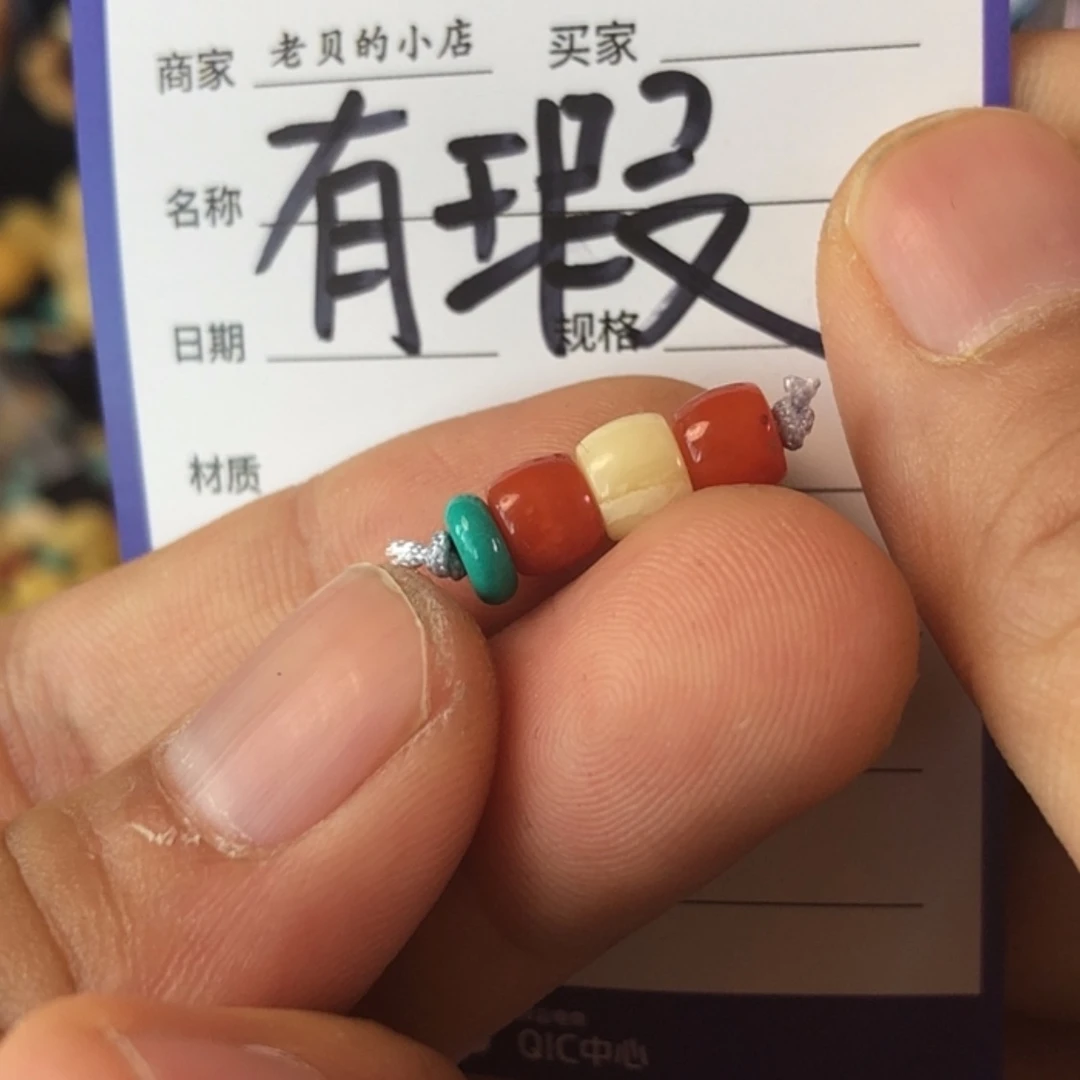 商家 老贝的小店 买家
名称 有瑕
日期 规格
材质
QIC中心